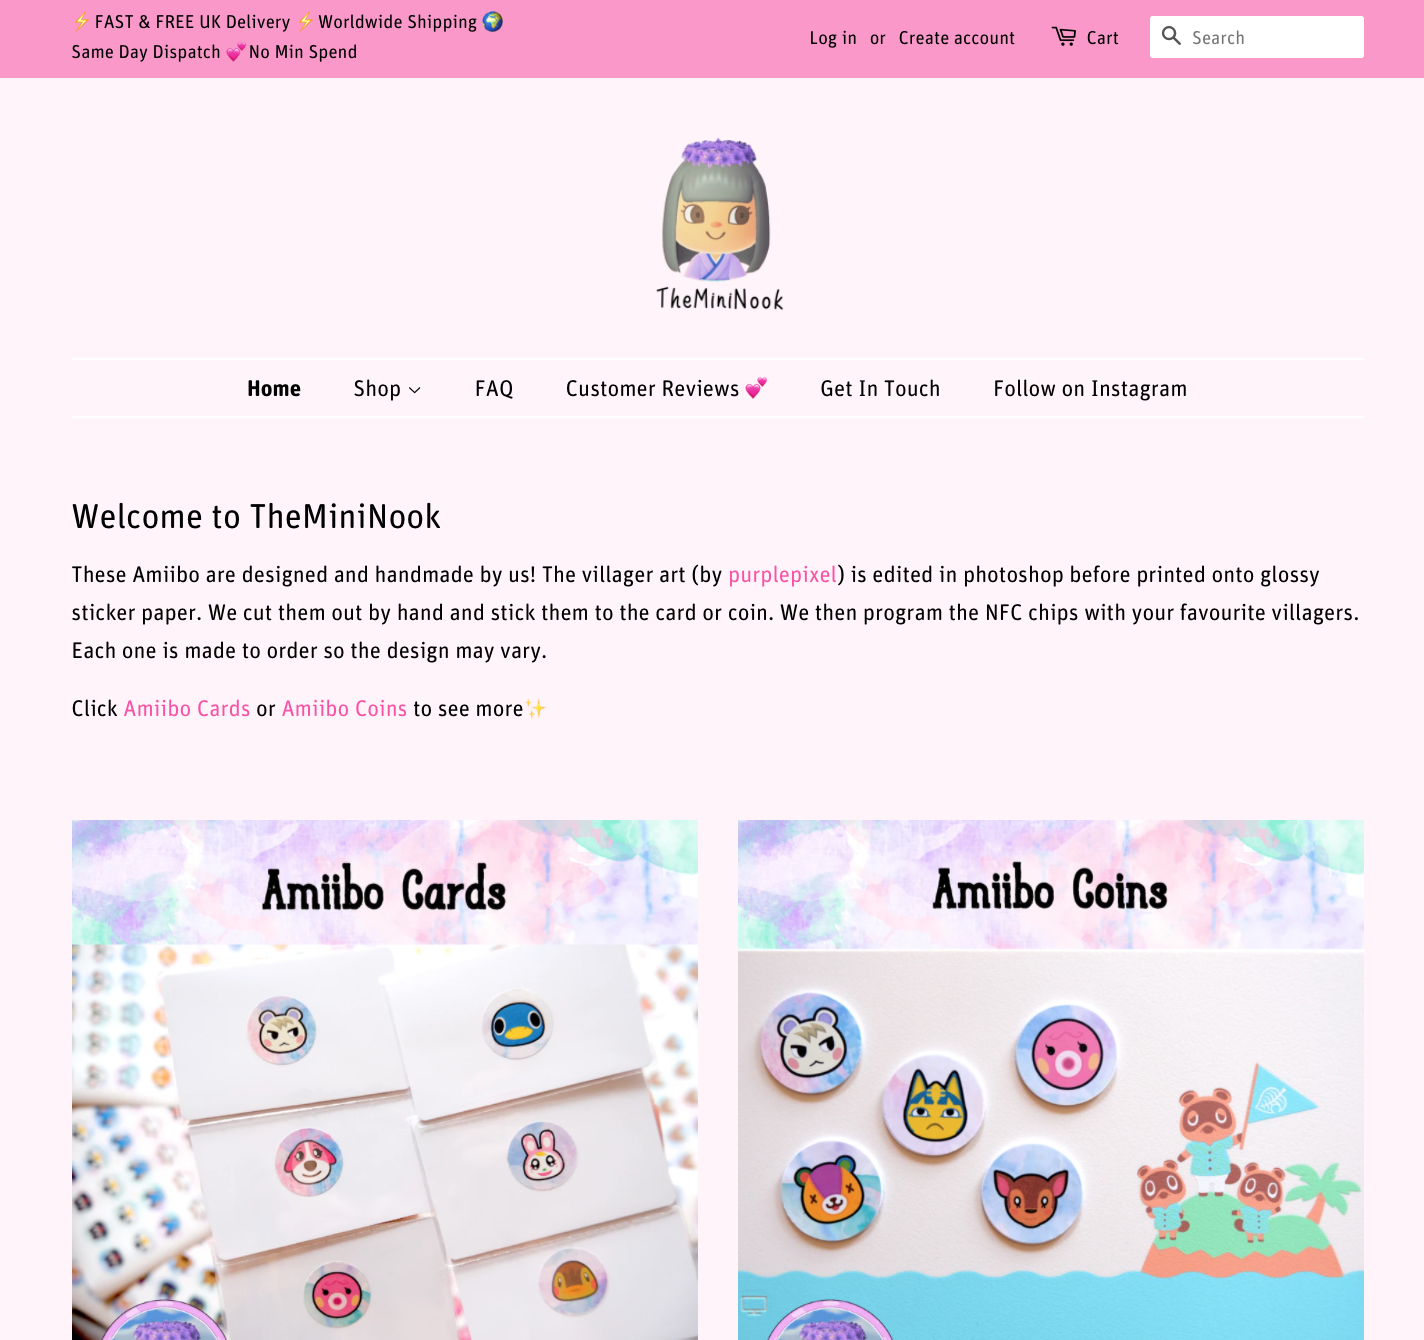 ⚡FAST & FREE UK Delivery ⚡Worldwide Shipping 🌍
Same Day Dispatch 💕No Min Spend
Log in or Create account
Cart
Search
TheMiniNook
Home
Shop
FAQ
Customer Reviews 💕
Get In Touch
Follow on Instagram
Welcome to TheMiniNook
These Amiibo are designed and handmade by us! The villager art (by purplepixel) is edited in photoshop before printed onto glossy
sticker paper. We cut them out by hand and stick them to the card or coin. We then program the NFC chips with your favourite villagers.
Each one is made to order so the design may vary.
Click Amiibo Cards or Amiibo Coins to see more✨
Amiibo Cards
Amiibo Coins